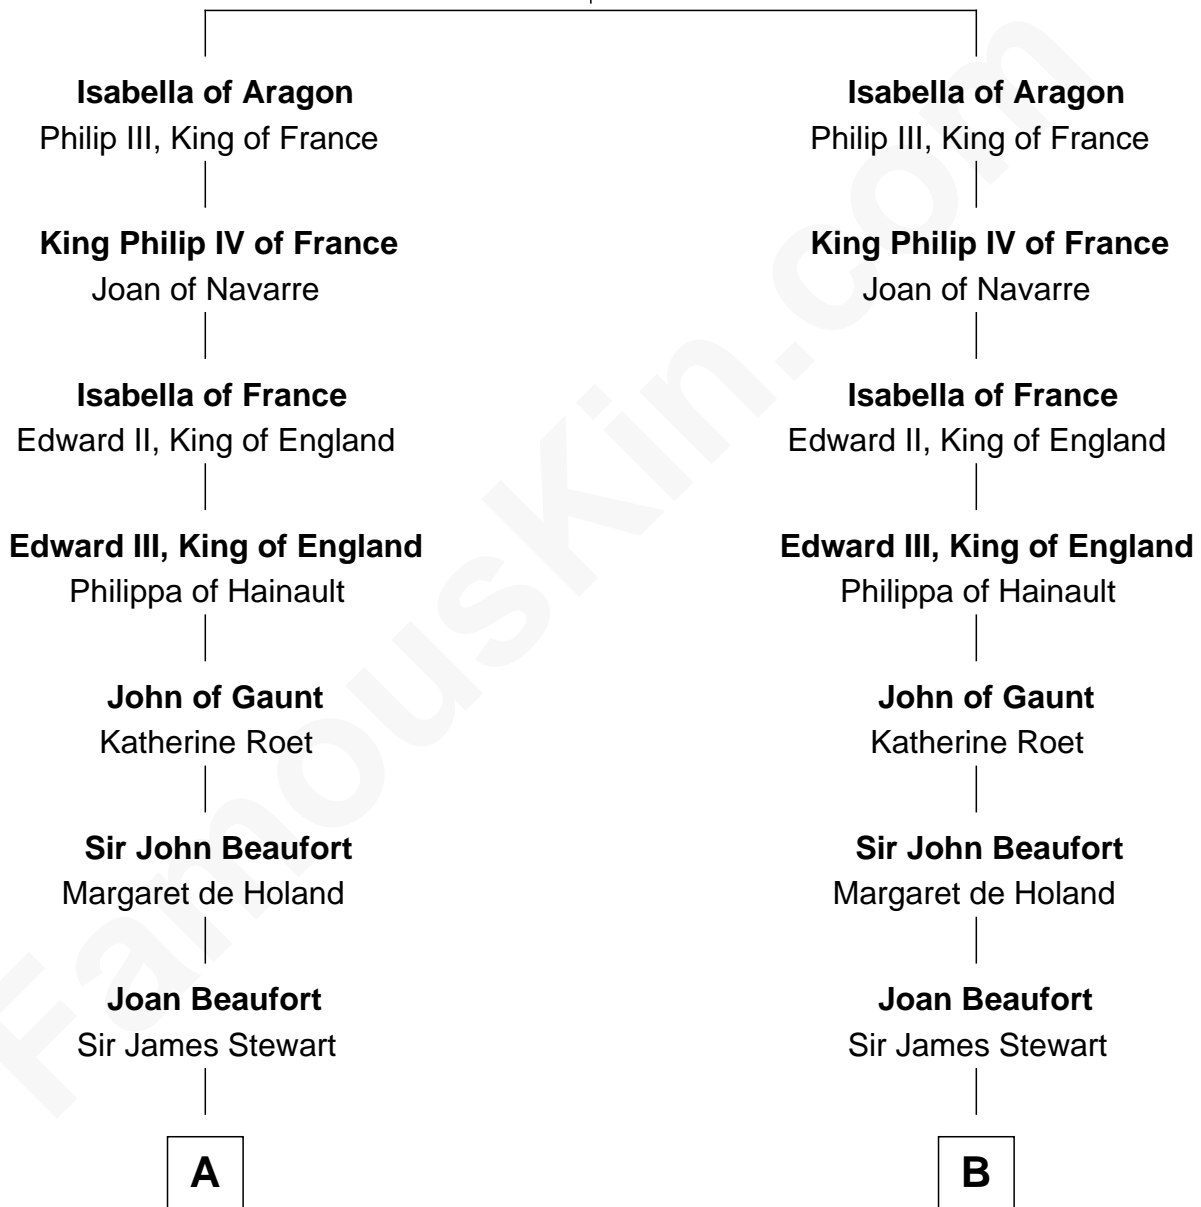 Isabella of Aragon
Philip III, King of France
King Philip IV of France
Joan of Navarre
Isabella of France
Edward II, King of England
Edward III, King of England
Philippa of Hainault
John of Gaunt
Katherine Roet
Sir John Beaufort
Margaret de Holand
Joan Beaufort
Sir James Stewart
A
Isabella of Aragon
Philip III, King of France
King Philip IV of France
Joan of Navarre
Isabella of France
Edward II, King of England
Edward III, King of England
Philippa of Hainault
John of Gaunt
Katherine Roet
Sir John Beaufort
Margaret de Holand
Joan Beaufort
Sir James Stewart
B
FamousKin.com